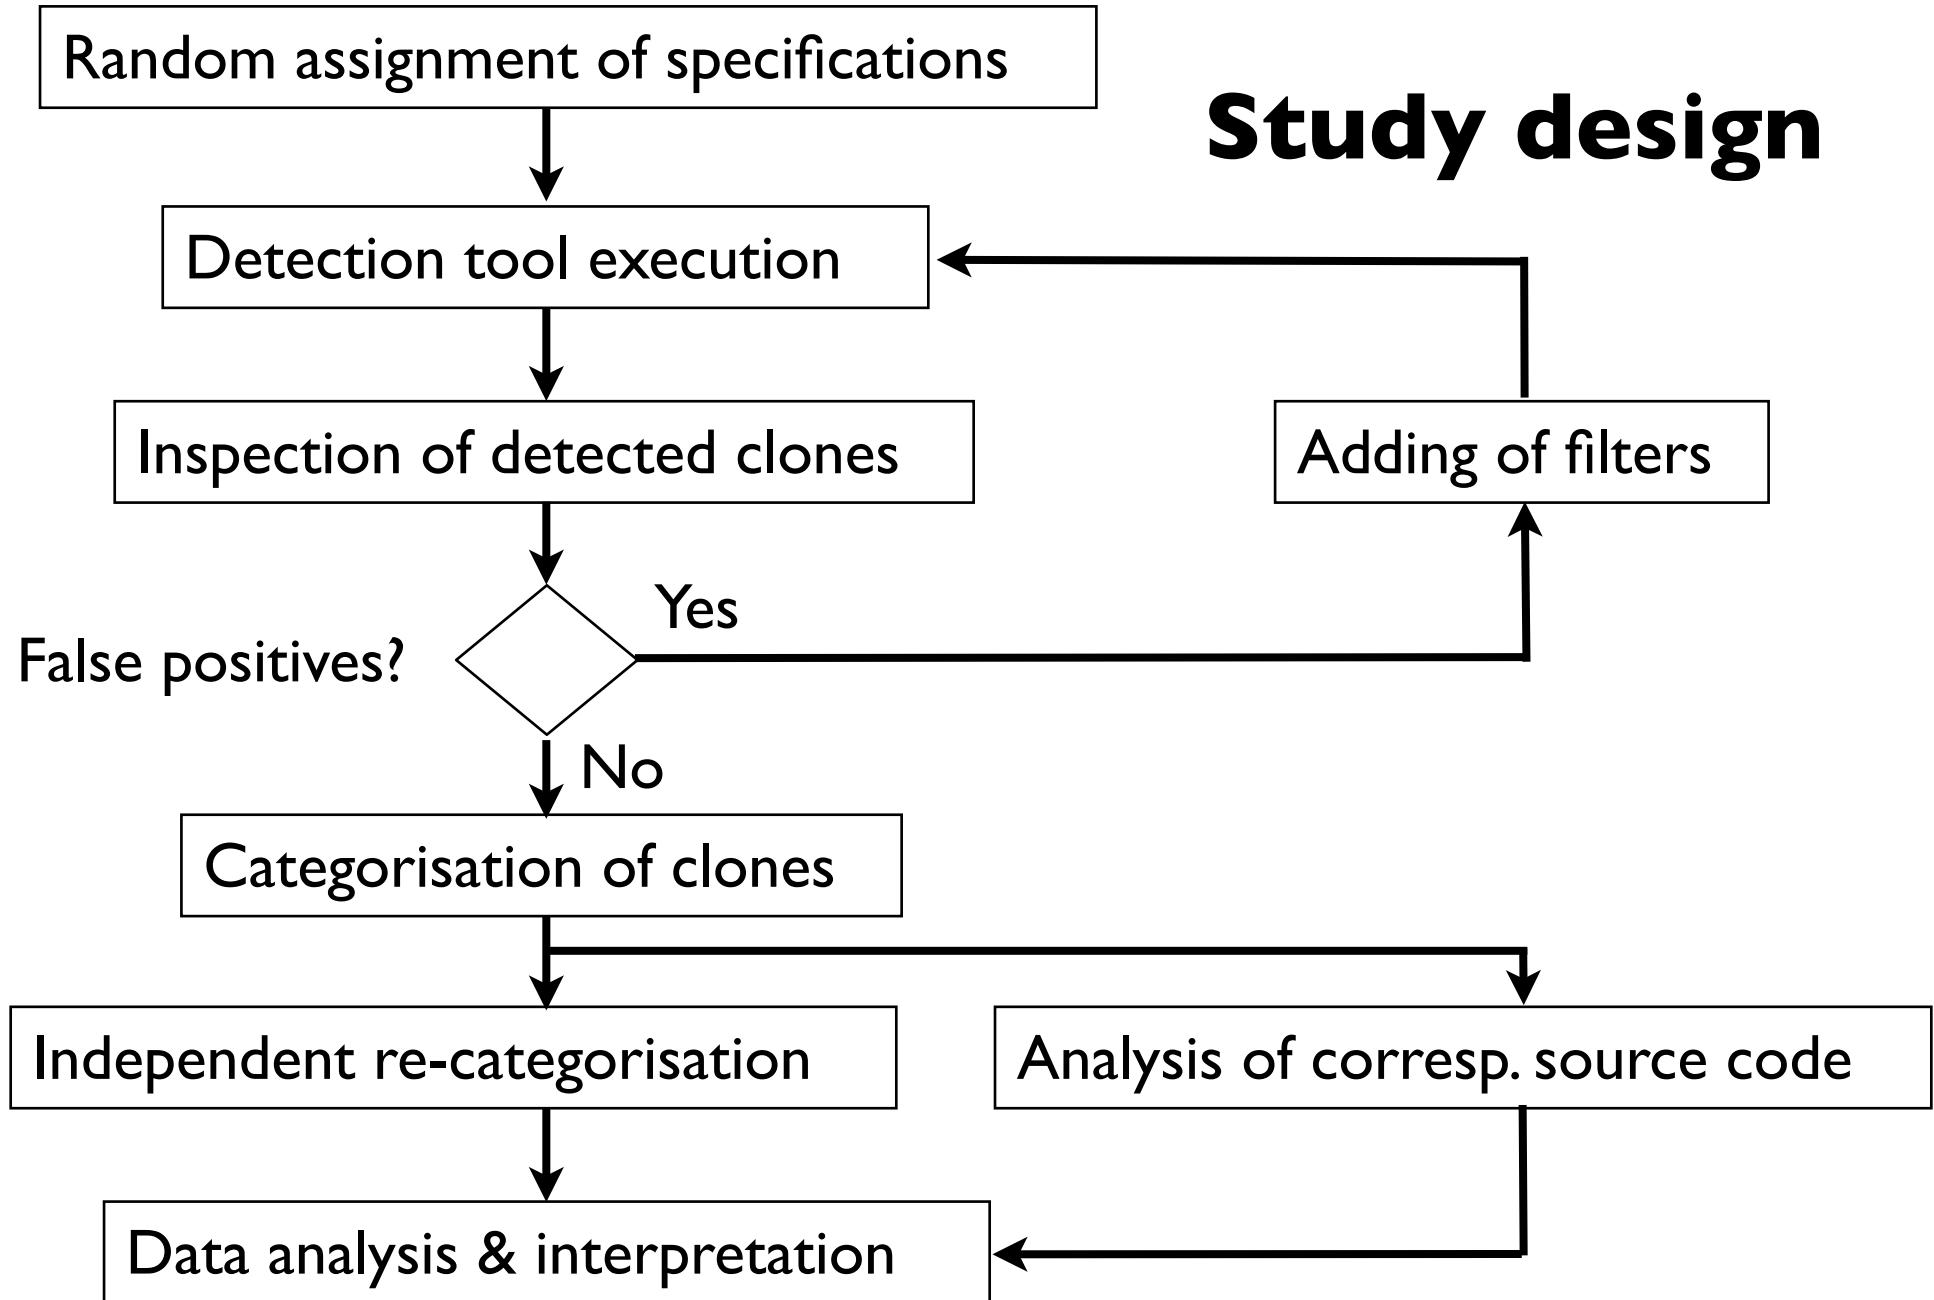 Random assignment of specifications
Study design
Detection tool execution
Inspection of detected clones
Adding of filters
Yes
False positives?
No
Categorisation of clones
Independent re-categorisation
Analysis of corresp. source code
Data analysis & interpretation